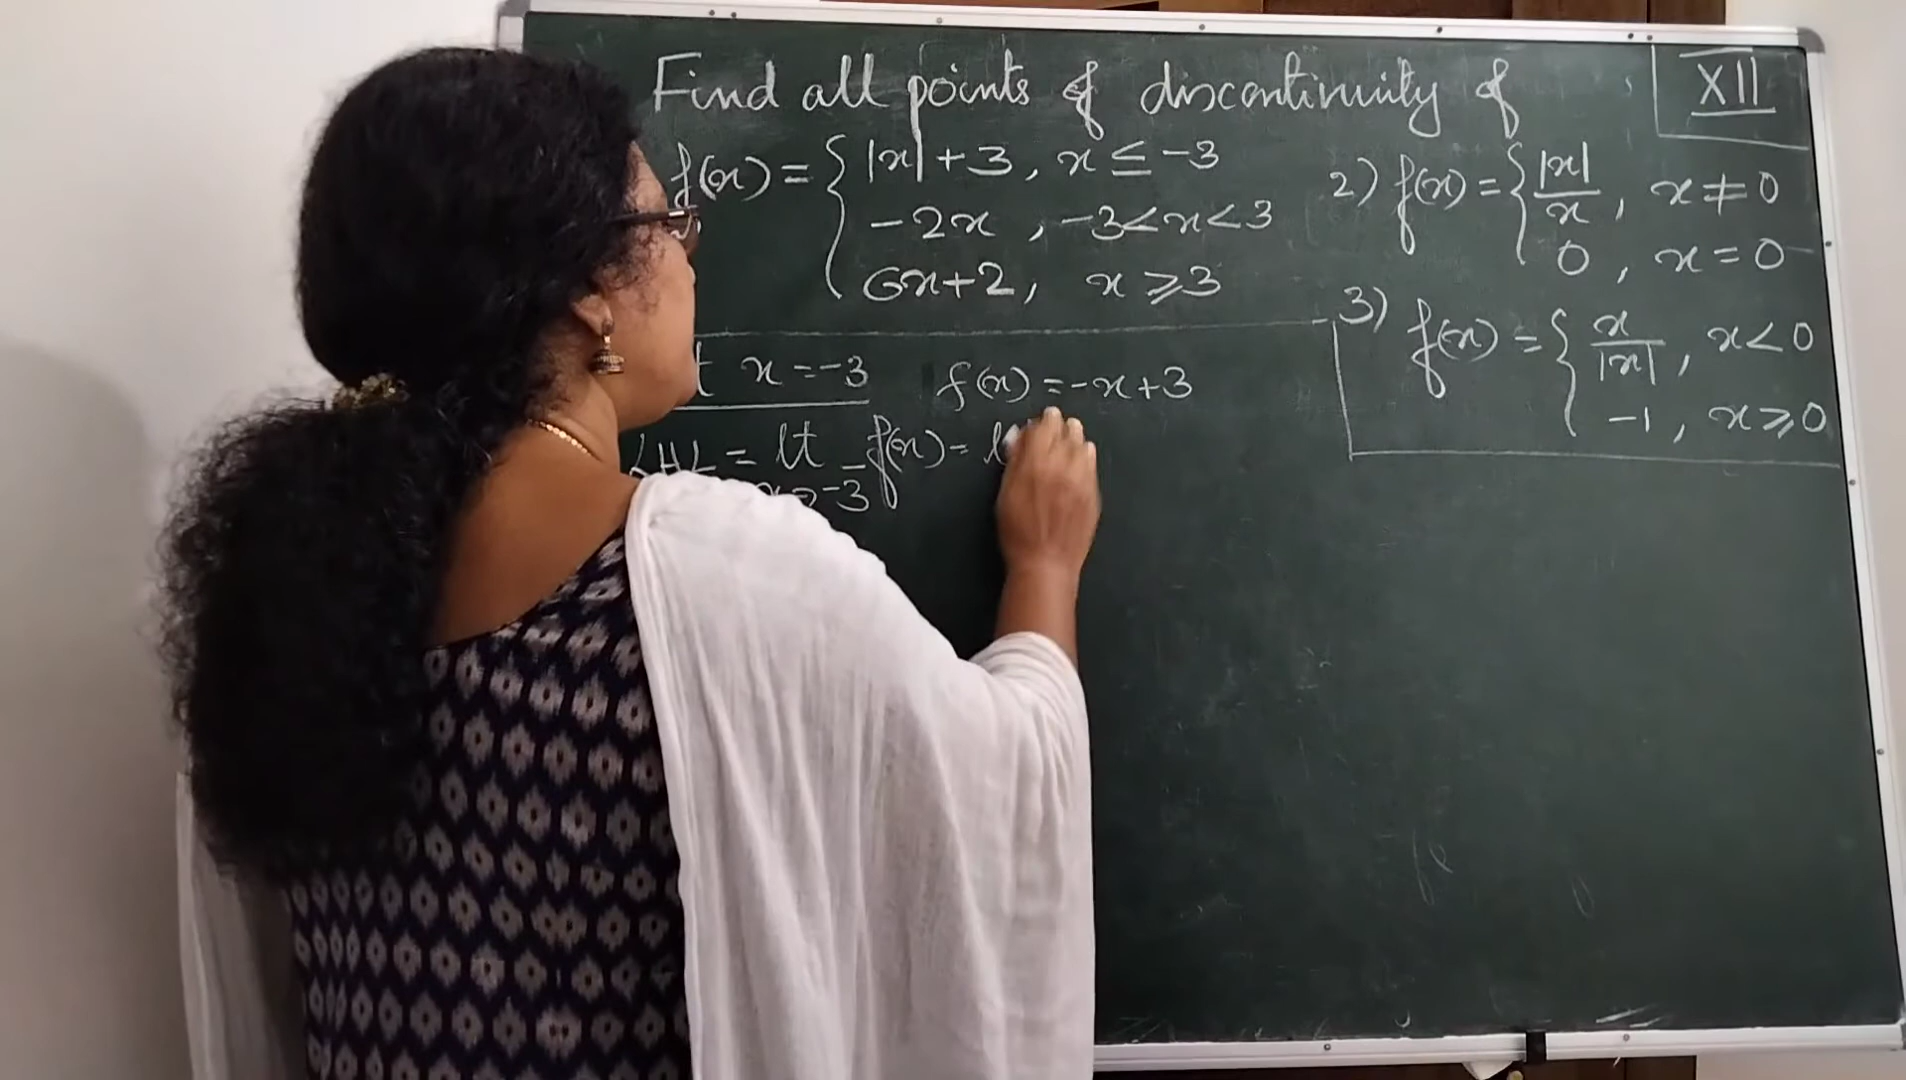 Find all points of discontinuity of
XII
f(x) = { |x| + 3, x ≤ -3
-2x , -3<x<3
6x+2, x ≥ 3
2) f(x) = { |x|/x , x ≠ 0
0 , x = 0
3) f(x) = { x/|x| , x < 0
-1 , x ≥ 0
t x = -3 f(x) = -x+3
LHL = lt f(x) = l
x→-3⁻